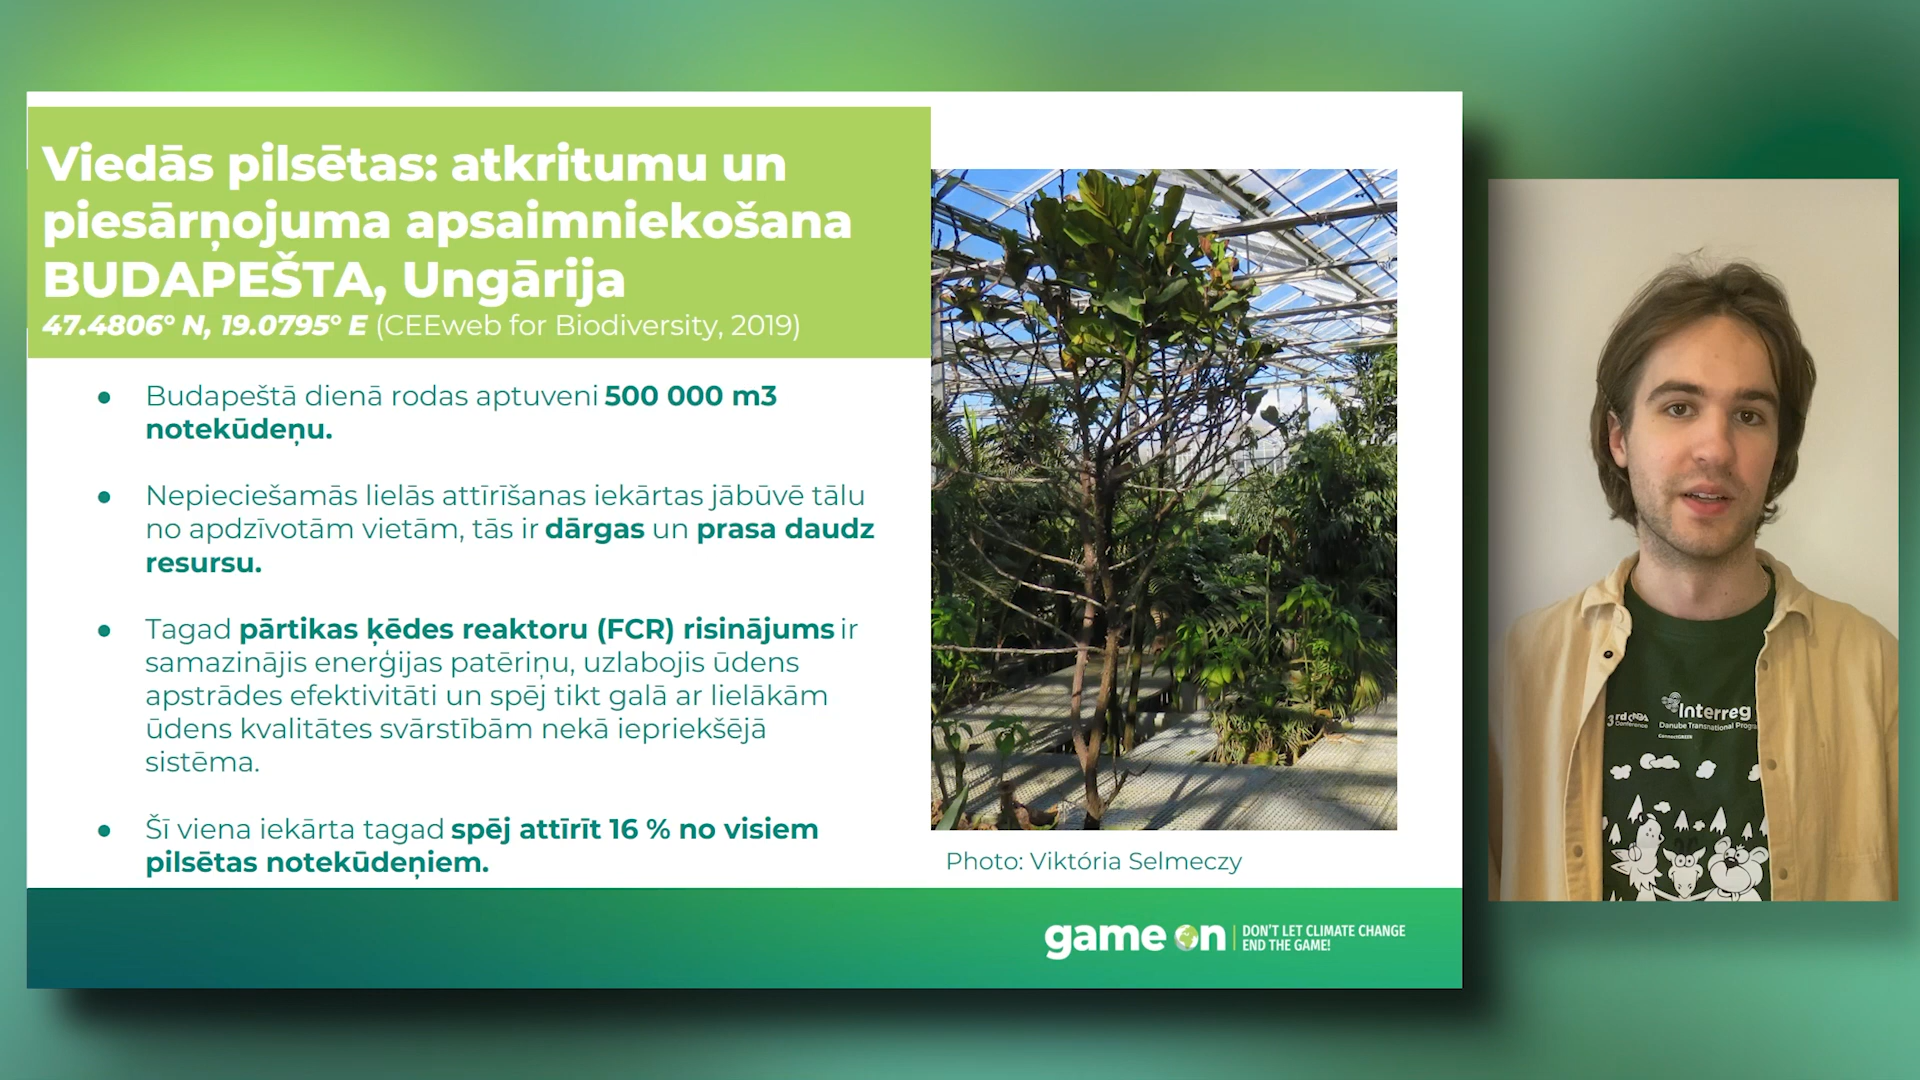 Viedās pilsētas: atkritumu un
piesārņojuma apsaimniekošana
BUDAPEŠTA, Ungārija
47.4806° N, 19.0795° E (CEEweb for Biodiversity, 2019)
● Budapeštā dienā rodas aptuveni 500 000 m3
notekūdeņu.
● Nepieciešamās lielās attīrīšanas iekārtas jābūvē tālu
no apdzīvotām vietām, tās ir dārgas un prasa daudz
resursu.
● Tagad pārtikas ķēdes reaktoru (FCR) risinājums ir
samazinājis enerģijas patēriņu, uzlabojis ūdens
apstrādes efektivitāti un spēj tikt galā ar lielākām
ūdens kvalitātes svārstībām nekā iepriekšējā
sistēma.
● Šī viena iekārta tagad spēj attīrīt 16 % no visiem
pilsētas notekūdeņiem.
Photo: Viktória Selmeczy
game on
DON'T LET CLIMATE CHANGE
END THE GAME!
3rd
Conference
Interreg
Danube Transnational
ConnectGREEN